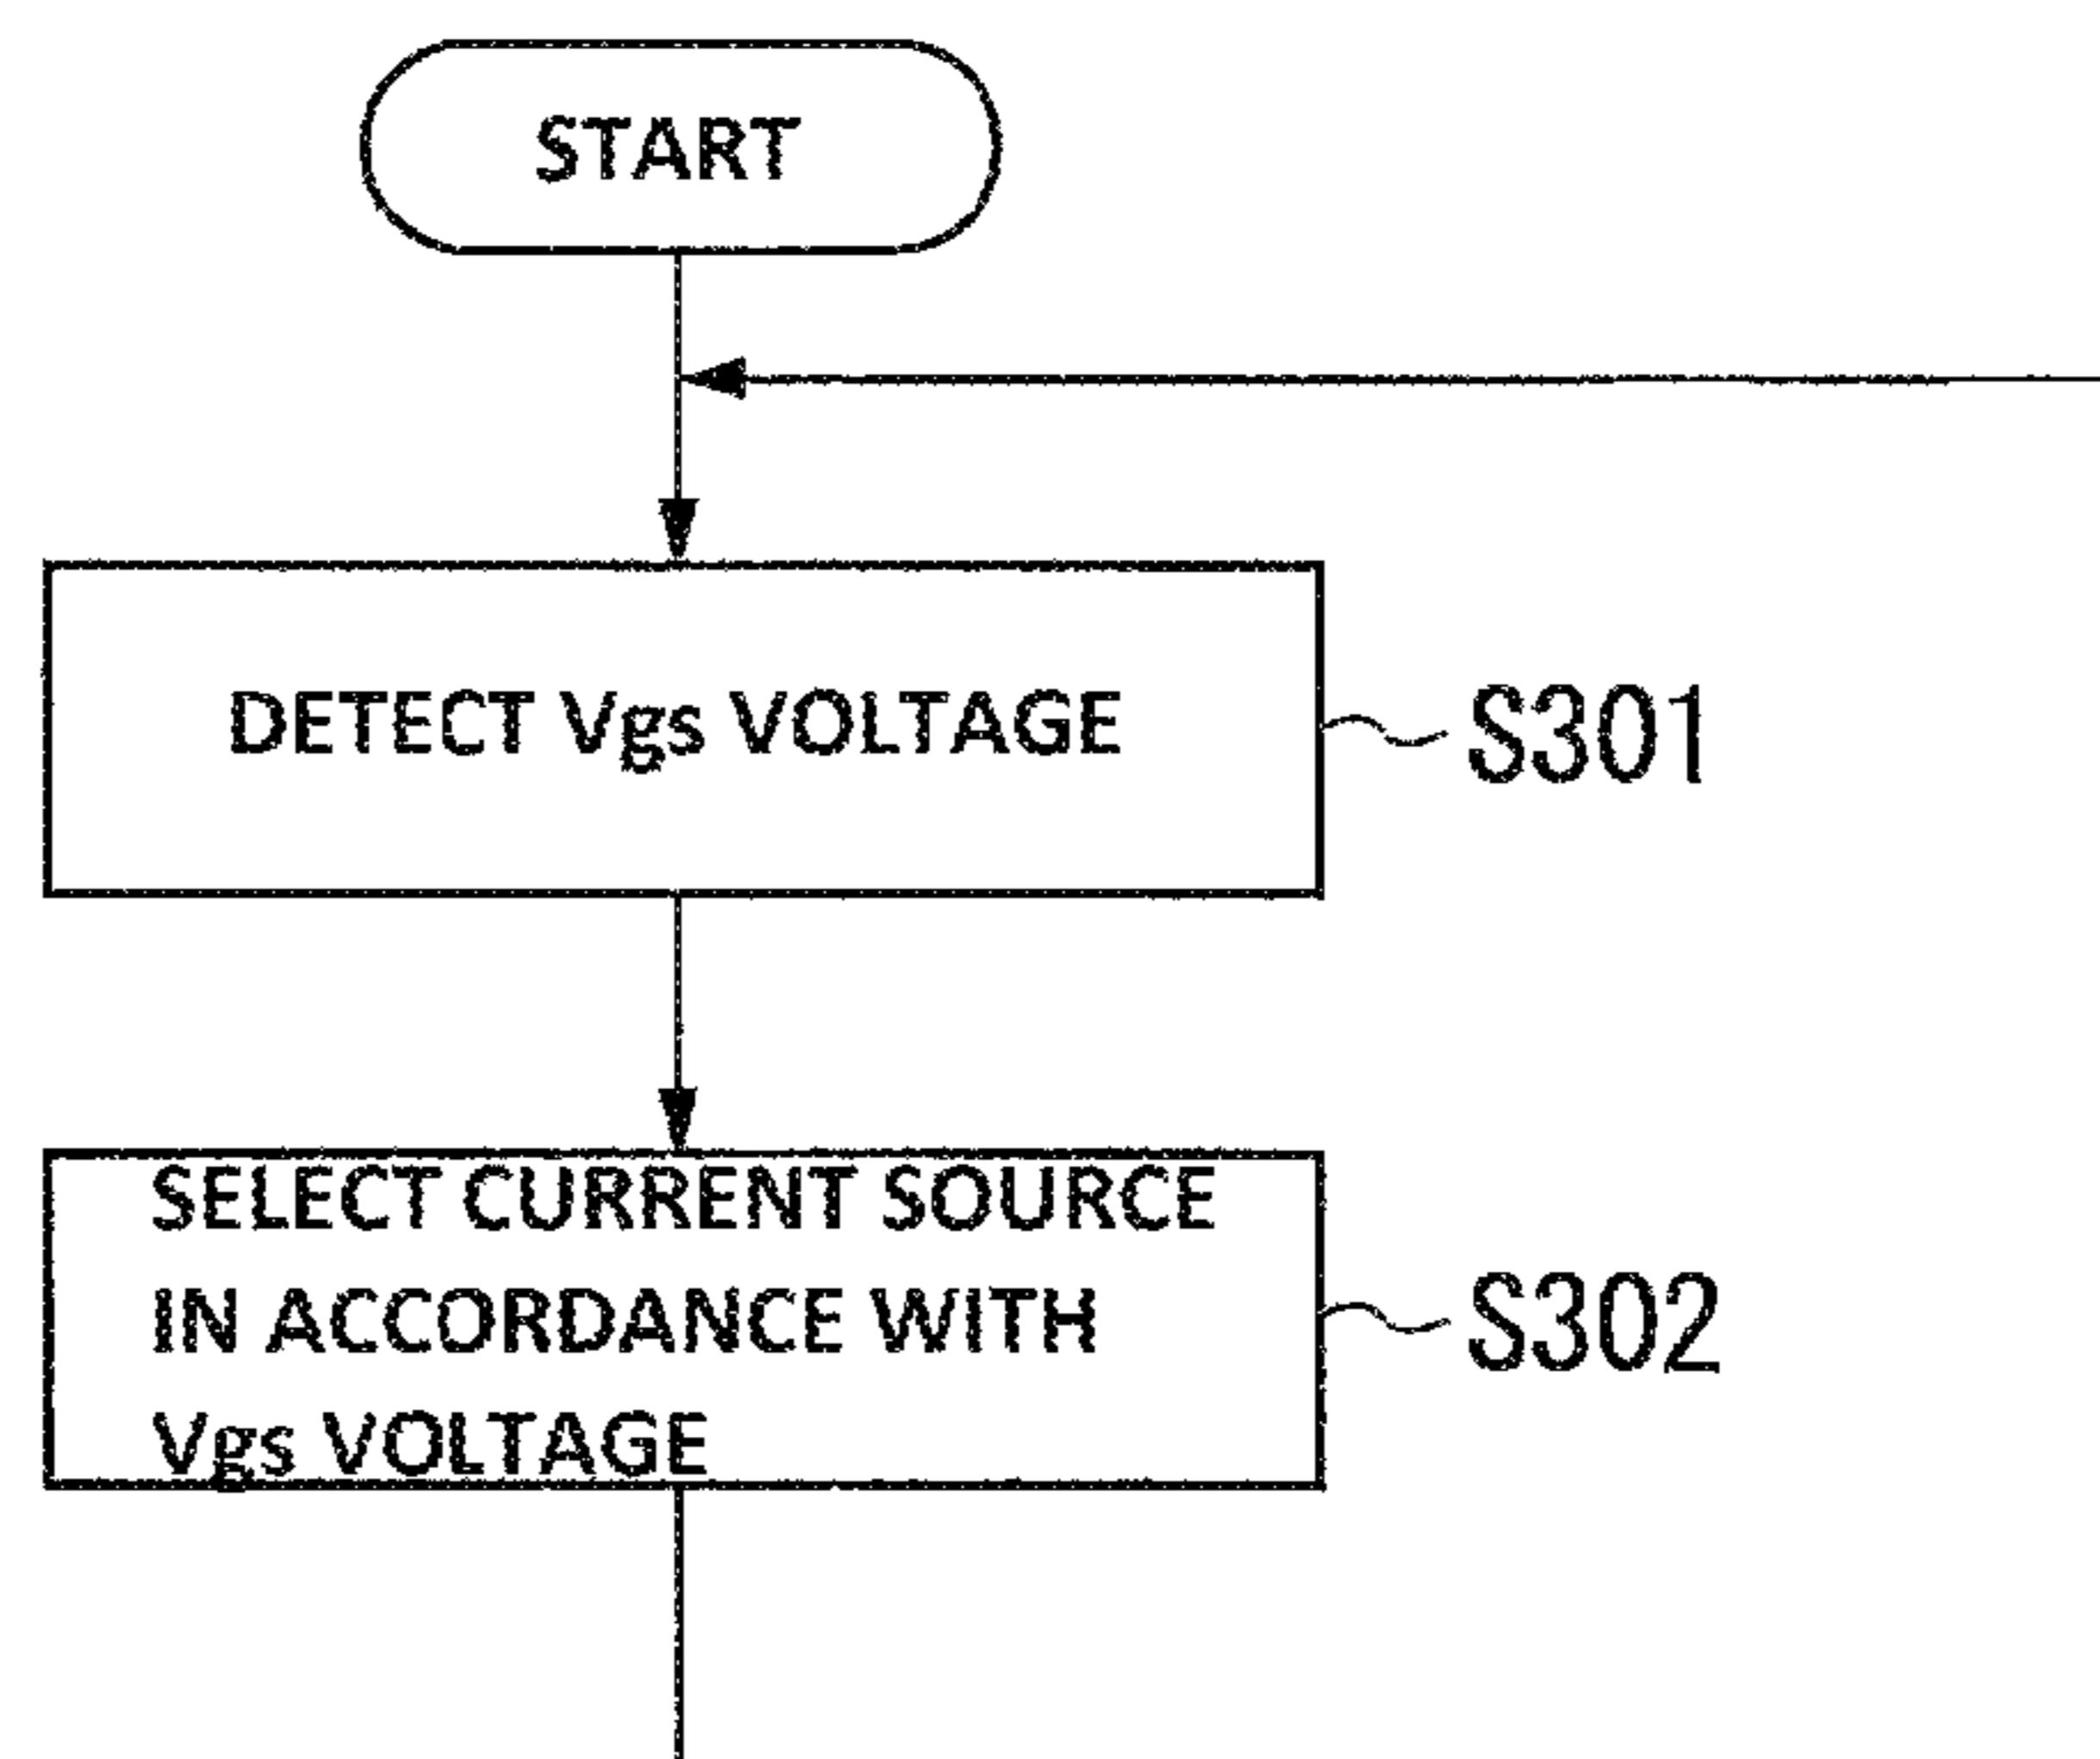 START
DETECT Vgs VOLTAGE
S301
SELECT CURRENT SOURCE
IN ACCORDANCE WITH
Vgs VOLTAGE
S302